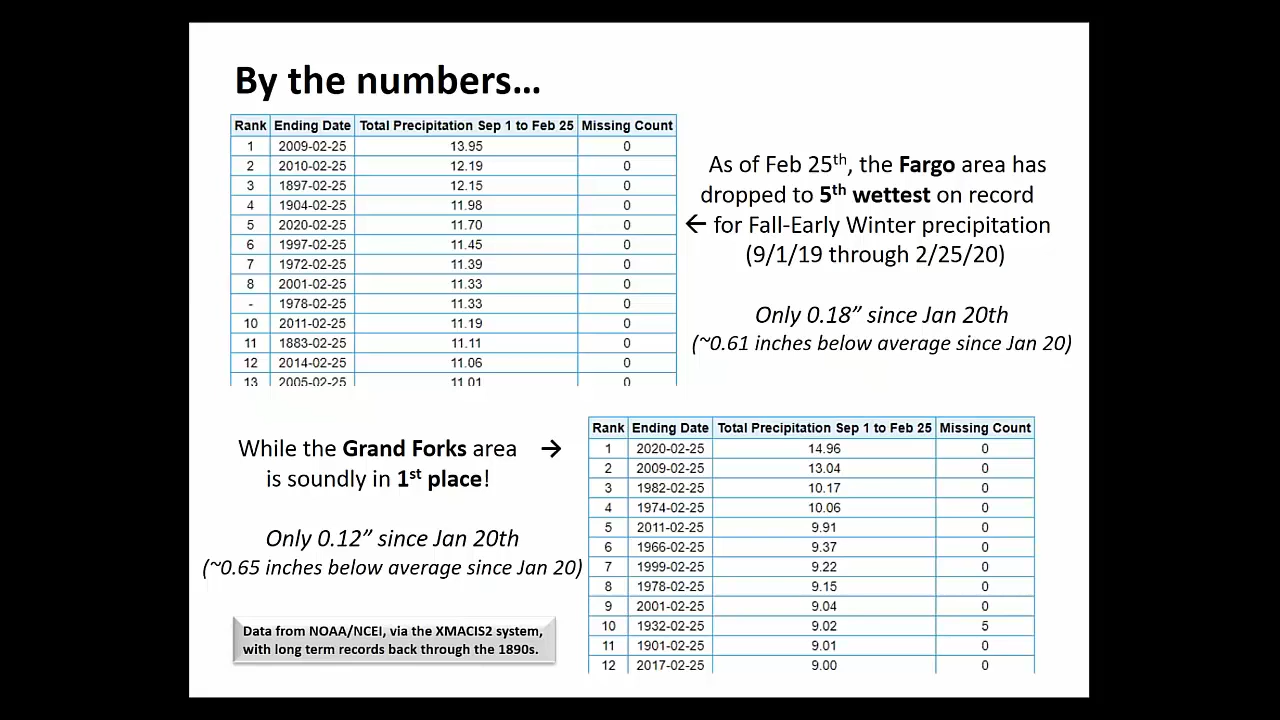 By the numbers…
Rank Ending Date Total Precipitation Sep 1 to Feb 25 Missing Count
1 2009-02-25 13.95 0
2 2010-02-25 12.19 0
3 1897-02-25 12.15 0
4 1904-02-25 11.98 0
5 2020-02-25 11.70 0
6 1997-02-25 11.45 0
7 1972-02-25 11.39 0
8 2001-02-25 11.33 0
- 1978-02-25 11.33 0
10 2011-02-25 11.19 0
11 1883-02-25 11.11 0
12 2014-02-25 11.06 0
13 2005-02-25 11.01 0
As of Feb 25th, the Fargo area has
dropped to 5th wettest on record
← for Fall-Early Winter precipitation
(9/1/19 through 2/25/20)
Only 0.18” since Jan 20th
(~0.61 inches below average since Jan 20)
While the Grand Forks area →
is soundly in 1st place!
Only 0.12” since Jan 20th
(~0.65 inches below average since Jan 20)
Rank Ending Date Total Precipitation Sep 1 to Feb 25 Missing Count
1 2020-02-25 14.96 0
2 2009-02-25 13.04 0
3 1982-02-25 10.17 0
4 1974-02-25 10.06 0
5 2011-02-25 9.91 0
6 1966-02-25 9.37 0
7 1999-02-25 9.22 0
8 1978-02-25 9.15 0
9 2001-02-25 9.04 0
10 1932-02-25 9.02 5
11 1901-02-25 9.01 0
12 2017-02-25 9.00 0
Data from NOAA/NCEI, via the XMACIS2 system,
with long term records back through the 1890s.